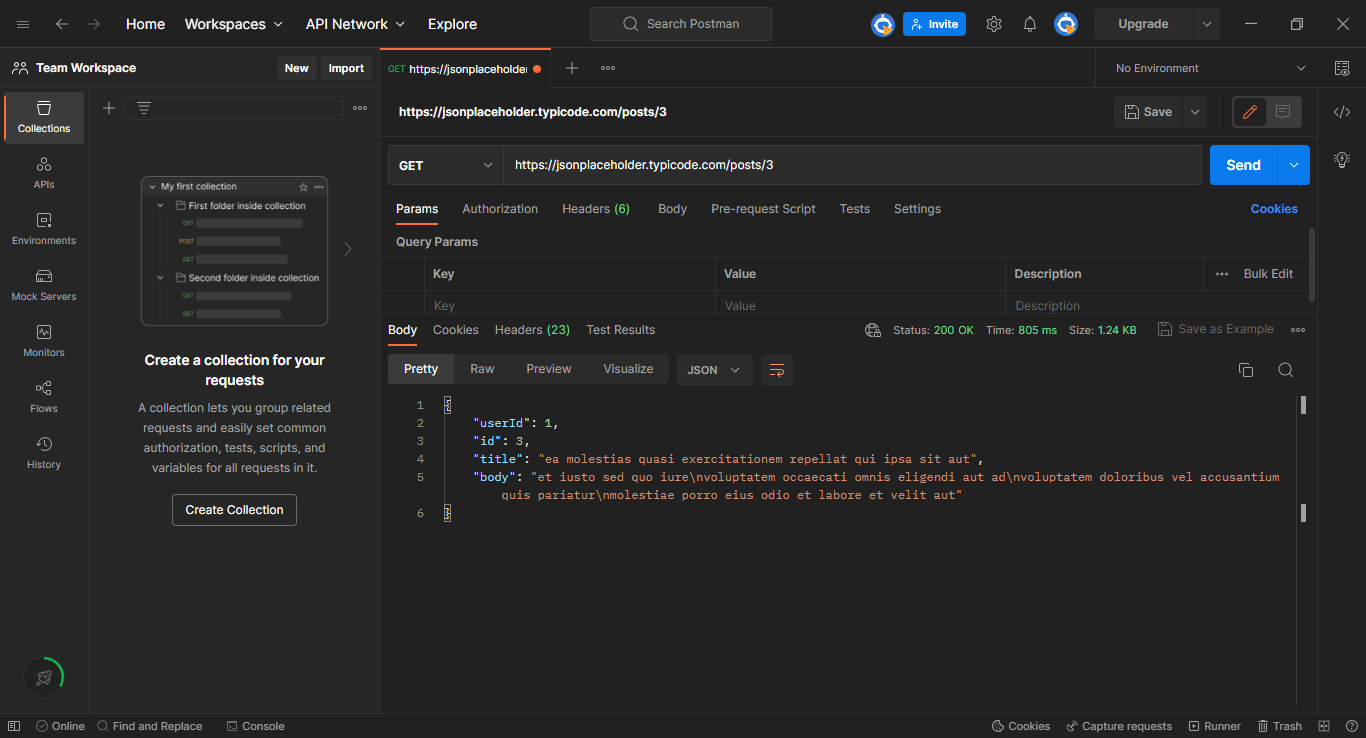 Home Workspaces API Network Explore Search Postman Invite Upgrade
Team Workspace New Import GET https://jsonplaceholder No Environment
Collections
APIs
Environments
Mock Servers
Monitors
Flows
History
My first collection
First folder inside collection
GET
POST
GET
Second folder inside collection
GET
GET
Create a collection for your
requests
A collection lets you group related
requests and easily set common
authorization, tests, scripts, and
variables for all requests in it.
Create Collection
https://jsonplaceholder.typicode.com/posts/3 Save
GET https://jsonplaceholder.typicode.com/posts/3 Send
Params Authorization Headers (6) Body Pre-request Script Tests Settings Cookies
Query Params
Key Value Description Bulk Edit
Key Value Description
Body Cookies Headers (23) Test Results Status: 200 OK Time: 805 ms Size: 1.24 KB Save as Example
Pretty Raw Preview Visualize JSON
1 {
2 "userId": 1,
3 "id": 3,
4 "title": "ea molestias quasi exercitationem repellat qui ipsa sit aut",
5 "body": "et iusto sed quo iure\nvoluptatem occaecati omnis eligendi aut ad\nvoluptatem doloribus vel accusantium
quis pariatur\nmolestiae porro eius odio et labore et velit aut"
6 }
Online Find and Replace Console Cookies Capture requests Runner Trash